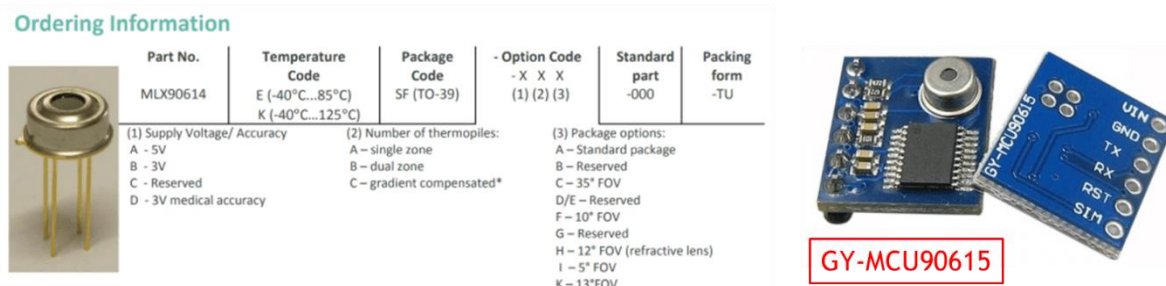 Ordering Information
Part No. Temperature Code Package Code - Option Code - X X X Standard part Packing form
MLX90614 E (-40°C...85°C) SF (TO-39) (1) (2) (3) -000 -TU
K (-40°C...125°C)
(1) Supply Voltage/ Accuracy
A - 5V
B - 3V
C - Reserved
D - 3V medical accuracy
(2) Number of thermopiles:
A – single zone
B – dual zone
C – gradient compensated*
(3) Package options:
A – Standard package
B – Reserved
C – 35° FOV
D/E – Reserved
F – 10° FOV
G – Reserved
H – 12° FOV (refractive lens)
I – 5° FOV
K – 13°FOV
GY-MCU90615
VIN
GND
TX
RX
RST
SIM
GY-MCU90615